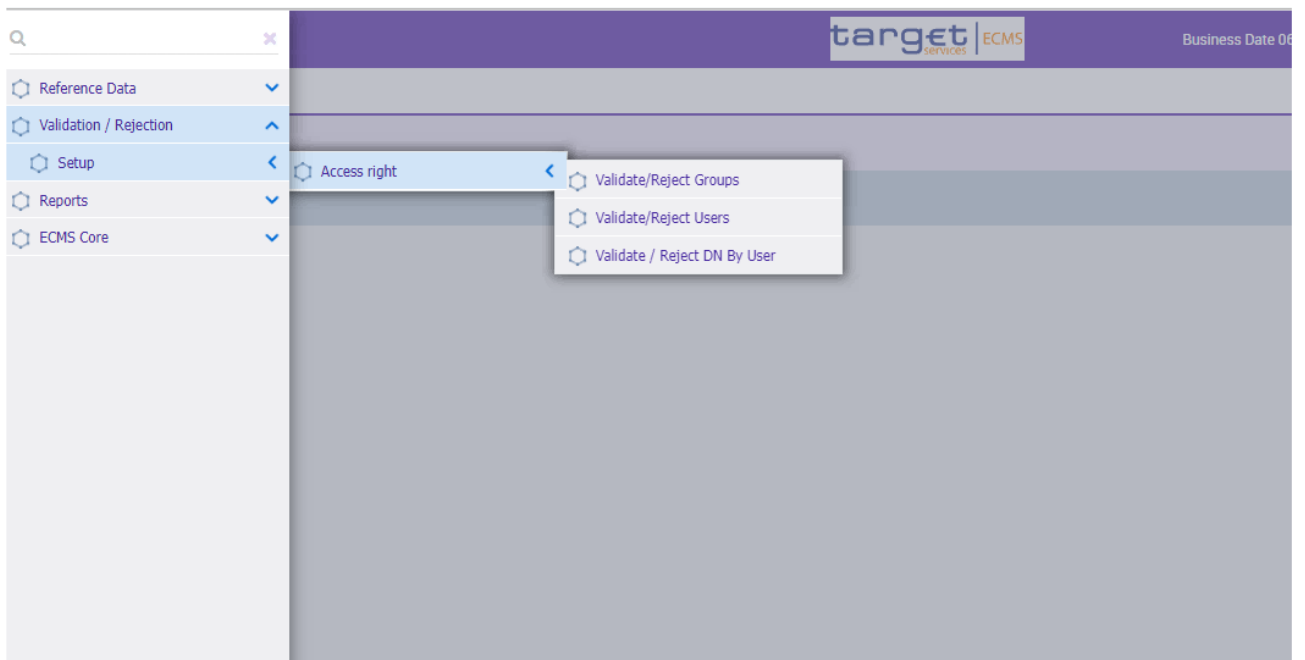 target | ECMS
services
Business Date 06
Reference Data
Validation / Rejection
Setup
Reports
ECMS Core
Access right
Validate/Reject Groups
Validate/Reject Users
Validate / Reject DN By User